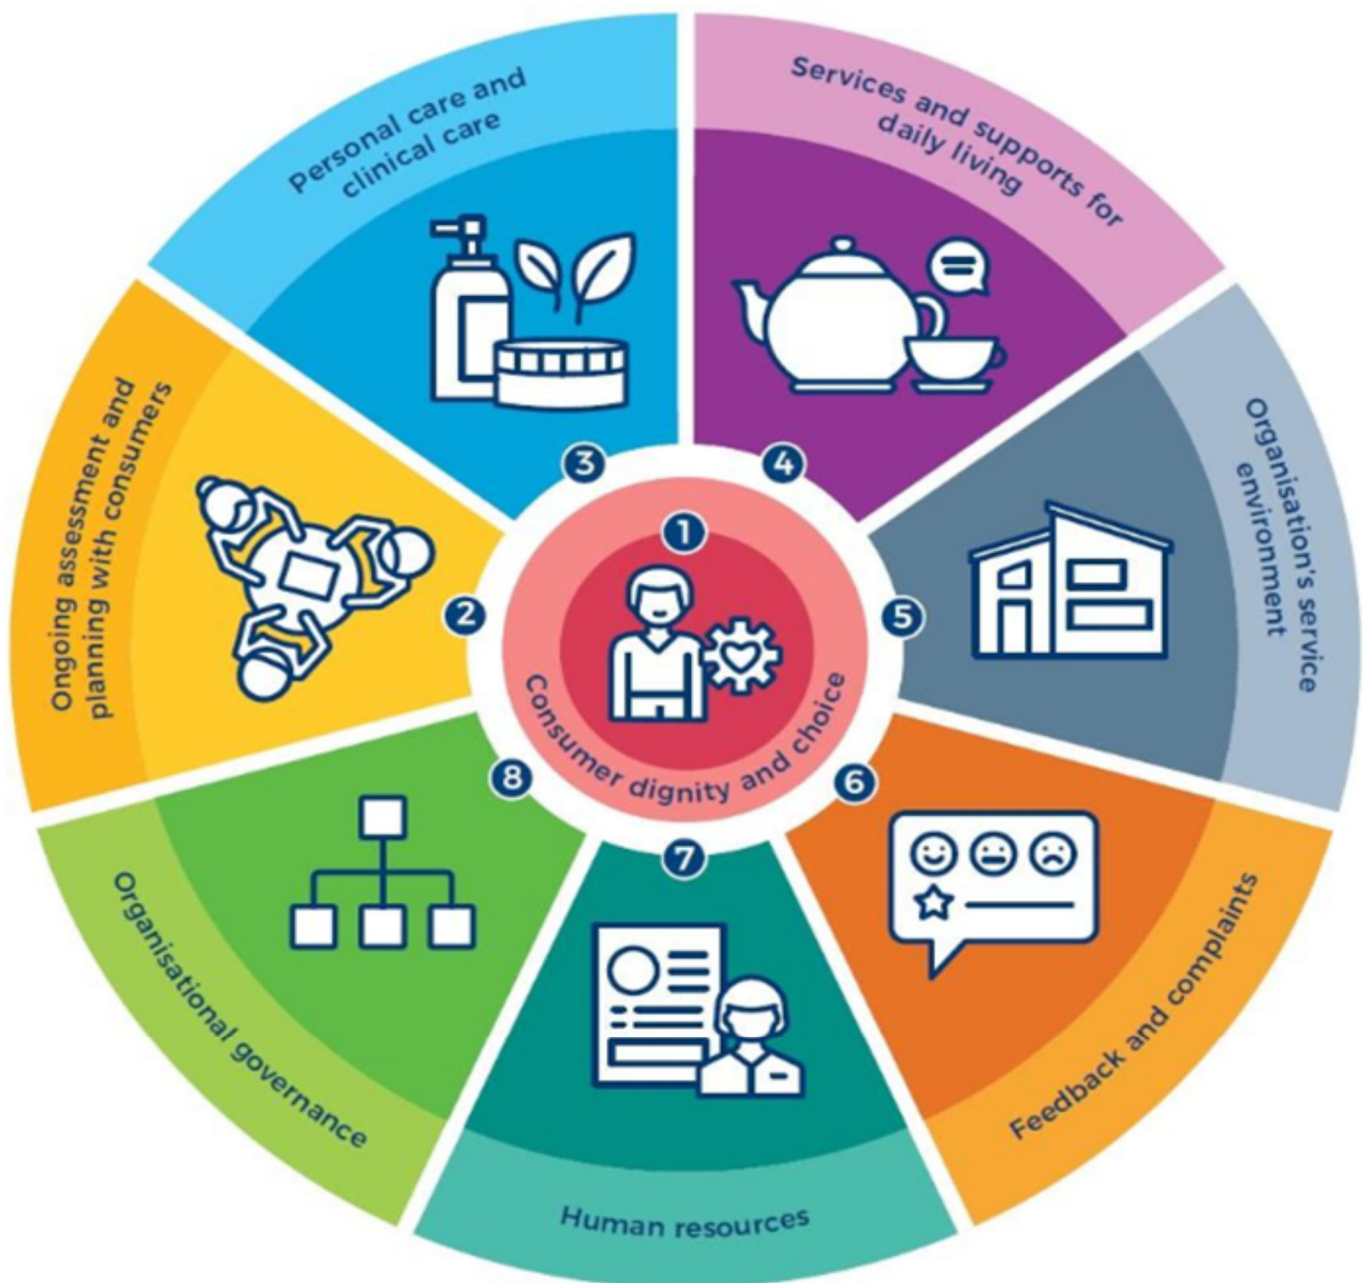 1
Consumer dignity and choice
2
Ongoing assessment and
planning with consumers
3
Personal care and
clinical care
4
Services and supports for
daily living
5
Organisation's service
environment
6
Feedback and complaints
7
Human resources
8
Organisational governance